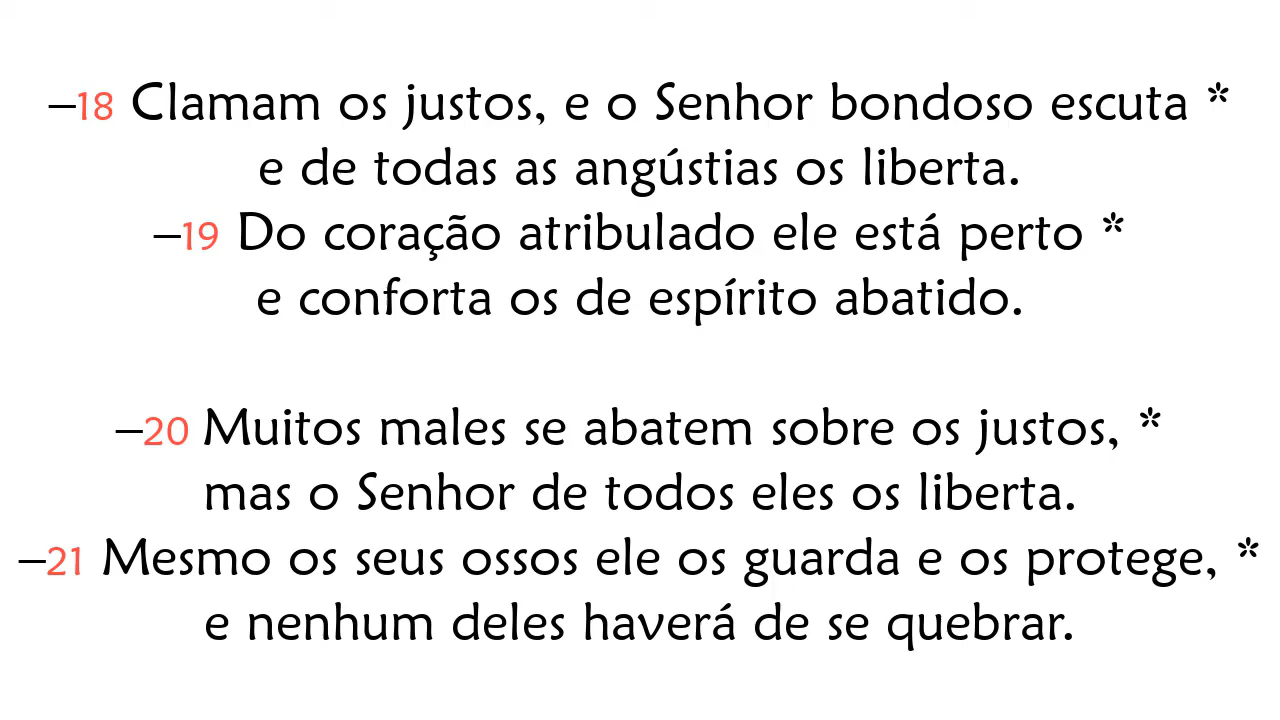 –18 Clamam os justos, e o Senhor bondoso escuta *
e de todas as angústias os liberta.
–19 Do coração atribulado ele está perto *
e conforta os de espírito abatido.
–20 Muitos males se abatem sobre os justos, *
mas o Senhor de todos eles os liberta.
–21 Mesmo os seus ossos ele os guarda e os protege, *
e nenhum deles haverá de se quebrar.